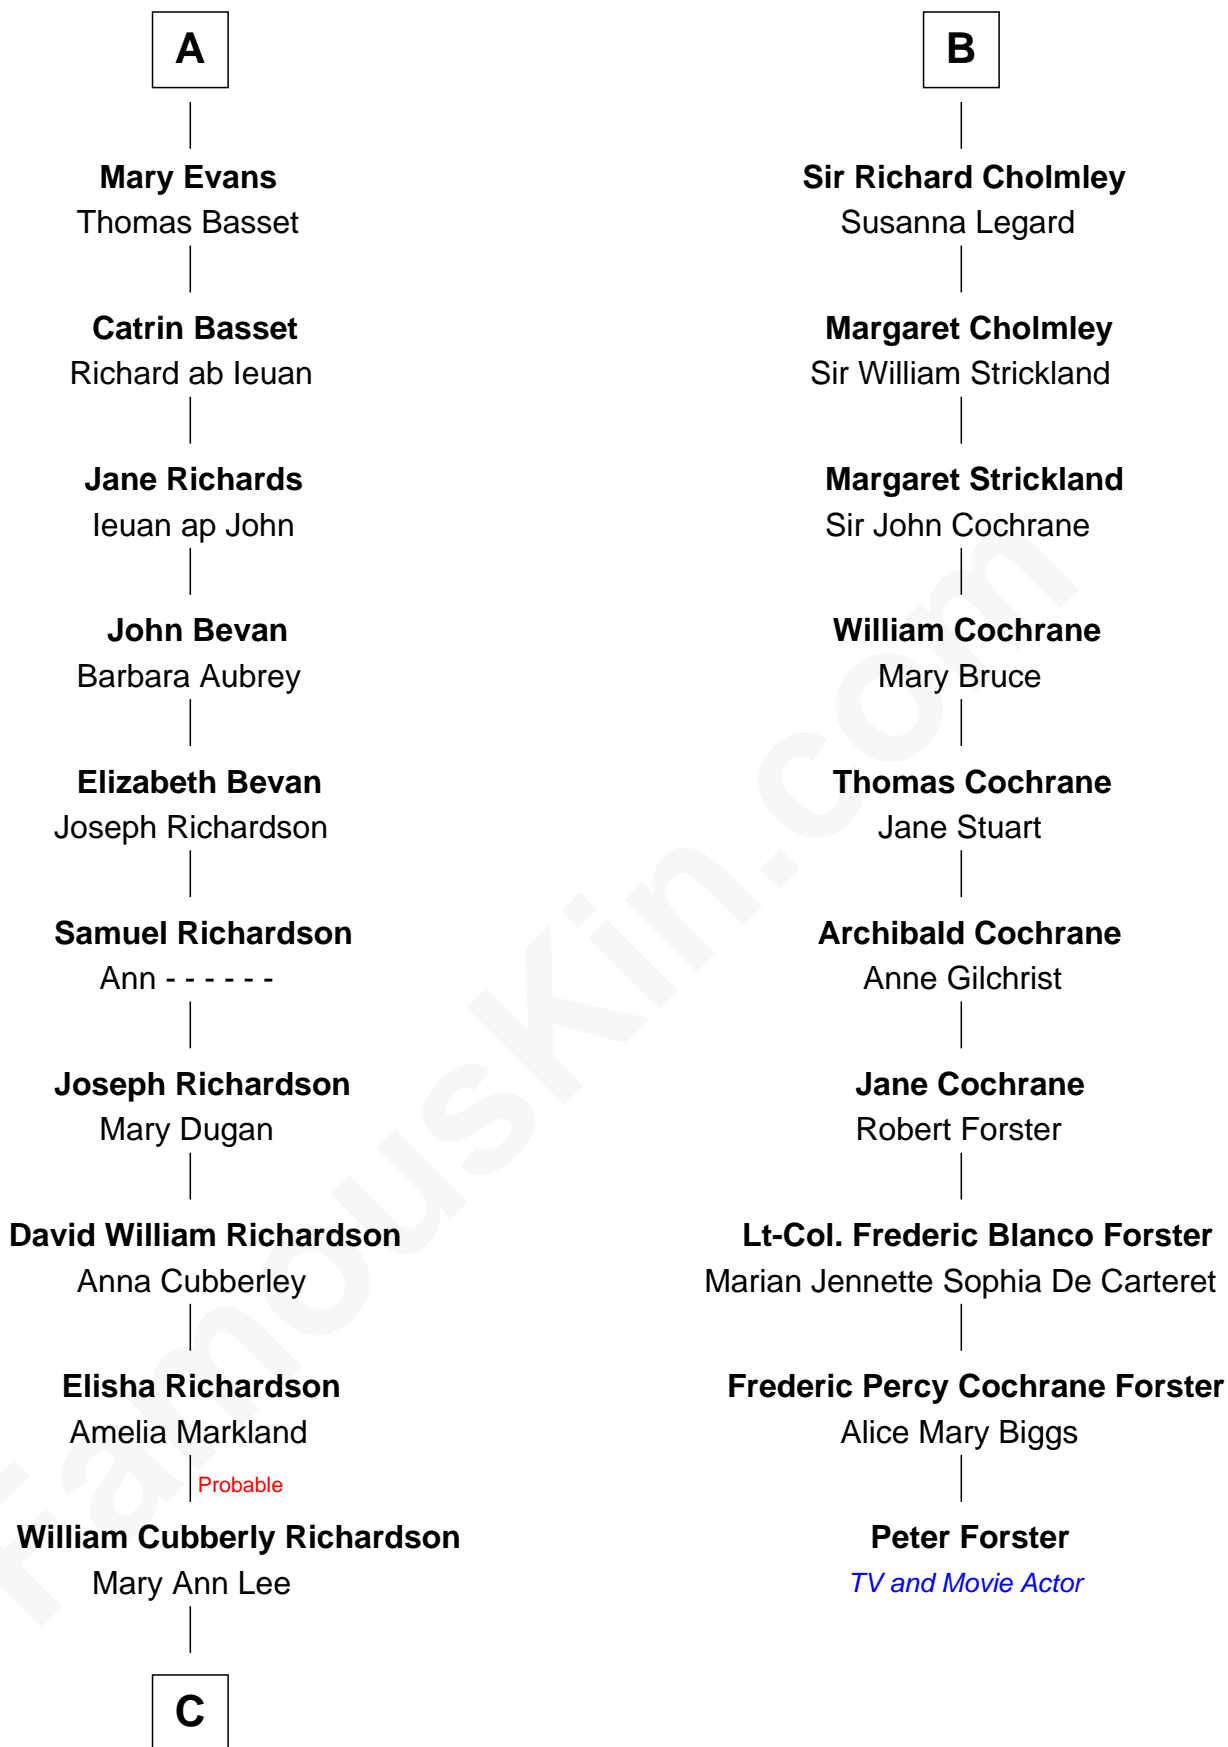 A
Mary Evans
Thomas Basset
Catrin Basset
Richard ab Ieuan
Jane Richards
Ieuan ap John
John Bevan
Barbara Aubrey
Elizabeth Bevan
Joseph Richardson
Samuel Richardson
Ann - - - - - -
Joseph Richardson
Mary Dugan
David William Richardson
Anna Cubberley
Elisha Richardson
Amelia Markland
Probable
William Cubberly Richardson
Mary Ann Lee
C
B
Sir Richard Cholmley
Susanna Legard
Margaret Cholmley
Sir William Strickland
Margaret Strickland
Sir John Cochrane
William Cochrane
Mary Bruce
Thomas Cochrane
Jane Stuart
Archibald Cochrane
Anne Gilchrist
Jane Cochrane
Robert Forster
Lt-Col. Frederic Blanco Forster
Marian Jennette Sophia De Carteret
Frederic Percy Cochrane Forster
Alice Mary Biggs
Peter Forster
TV and Movie Actor
FamousKin.com